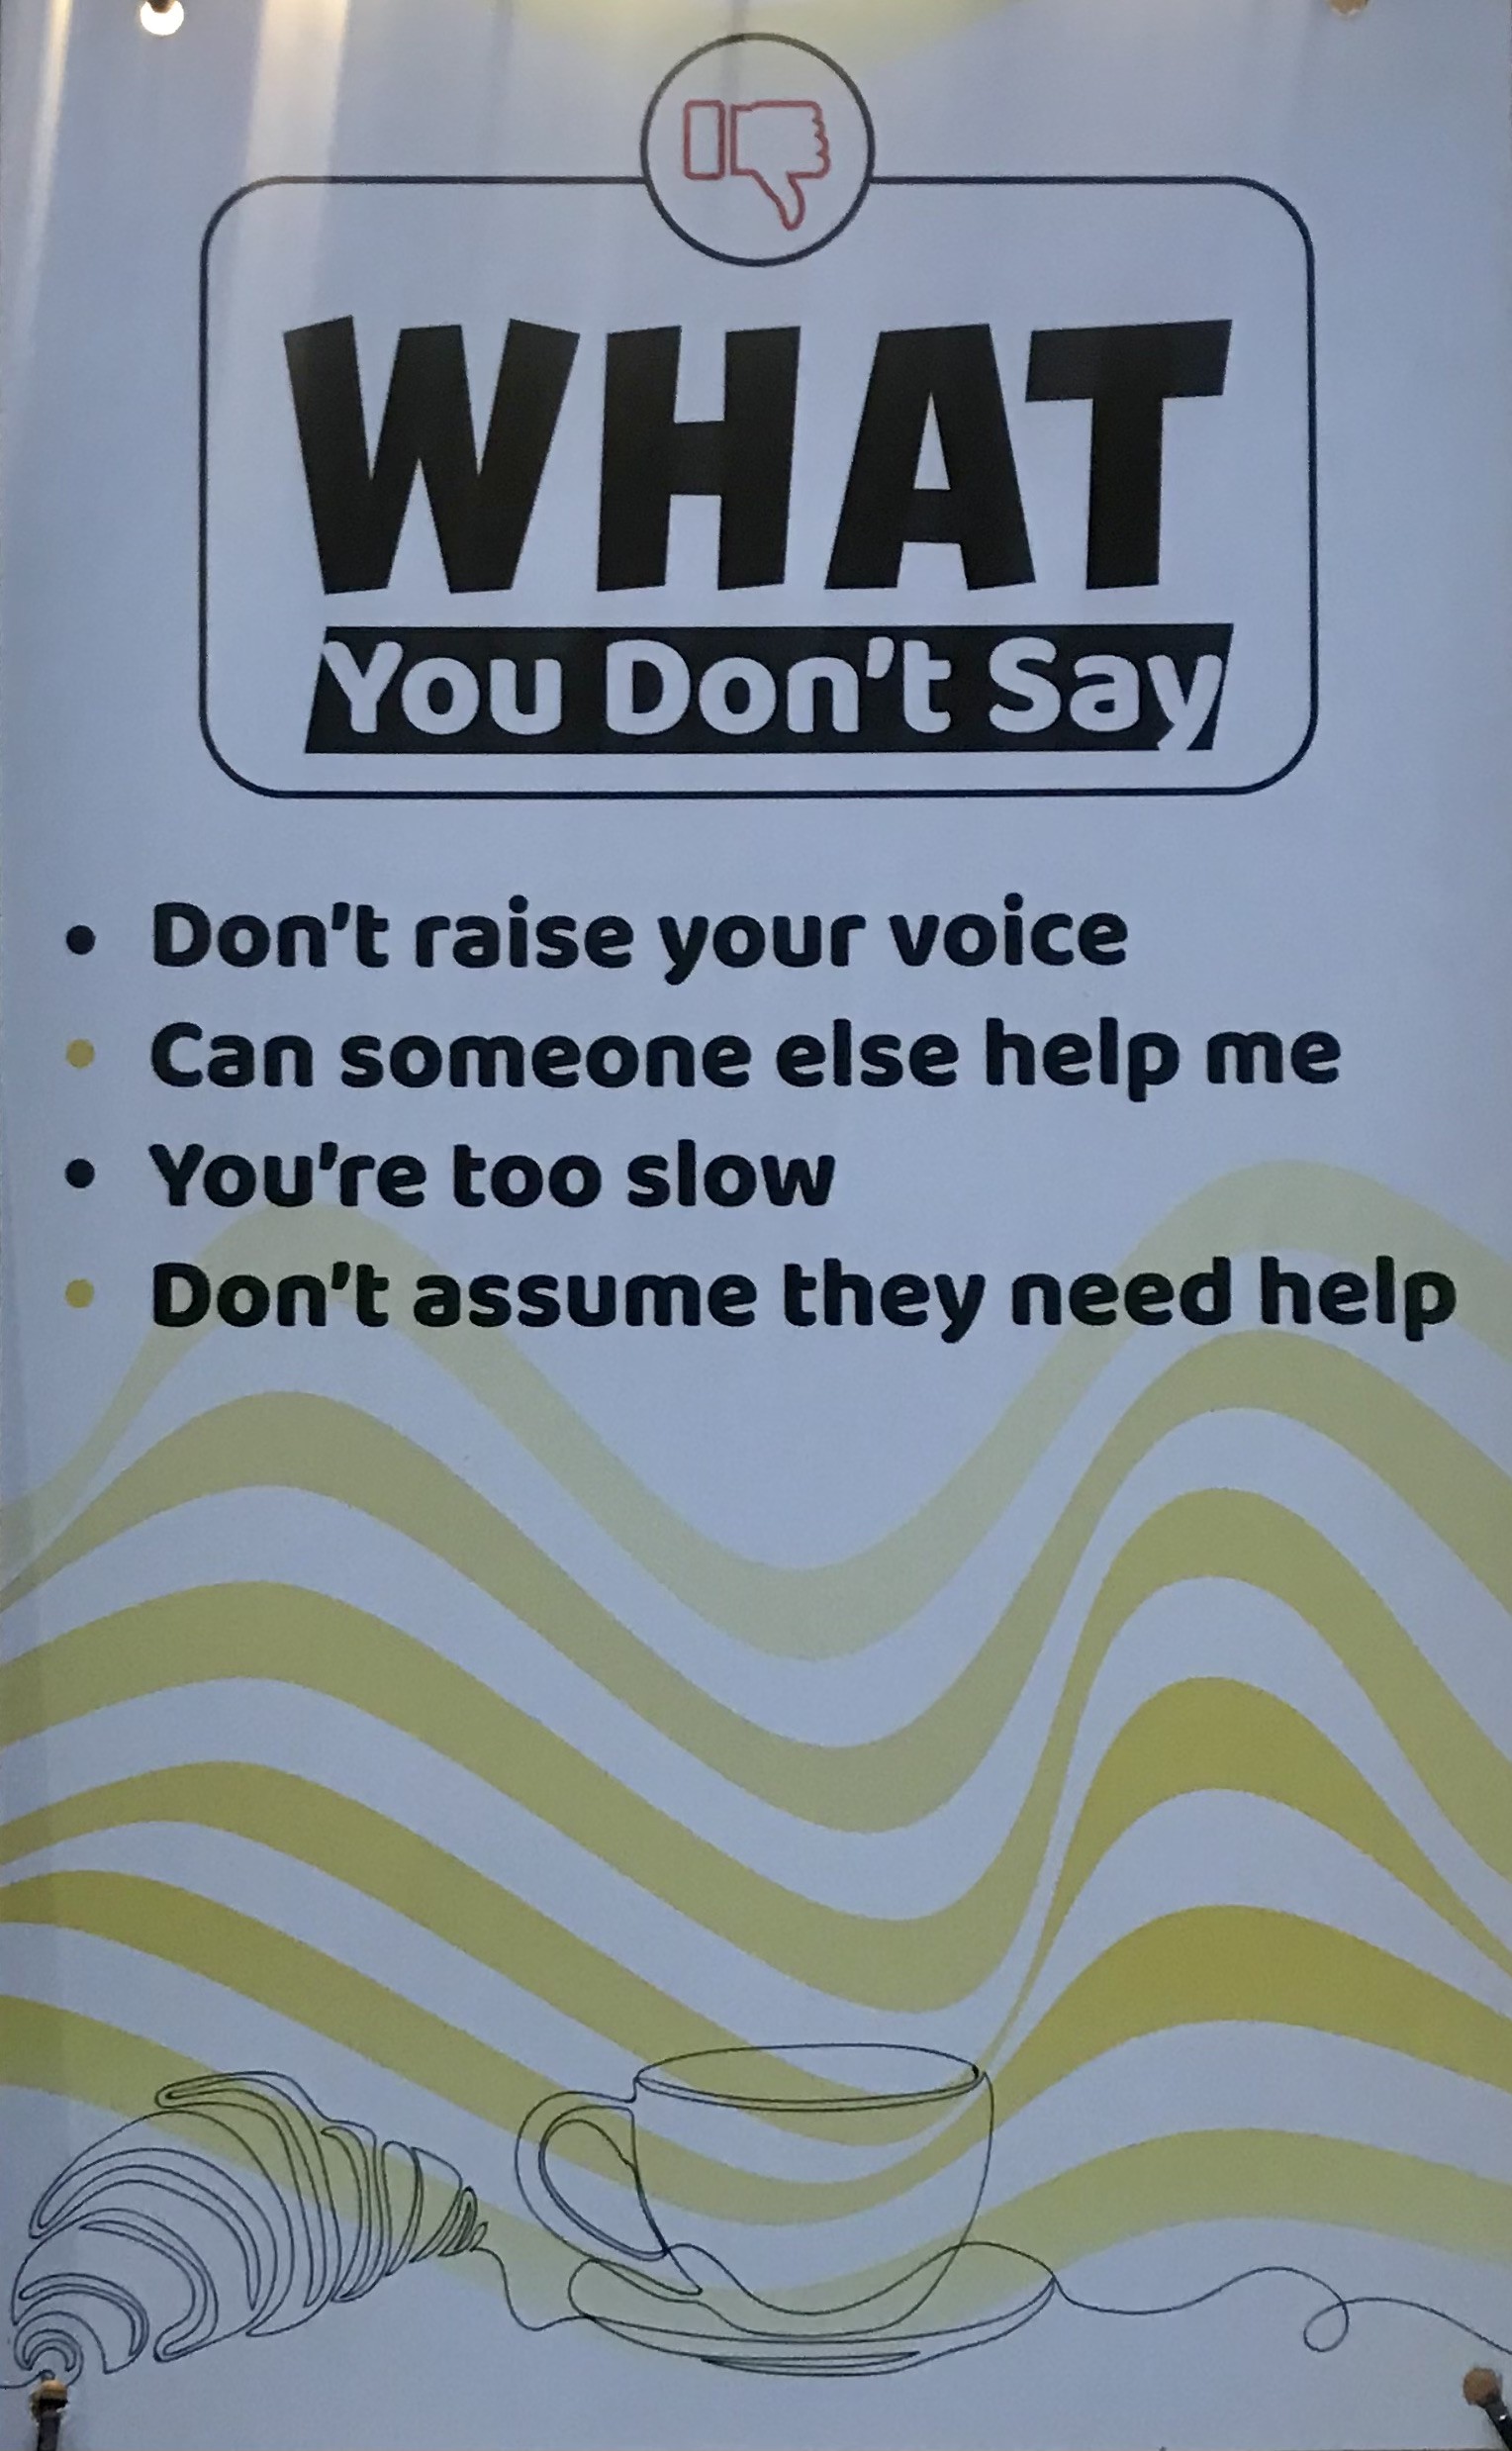 WHAT
You Don't Say
• Don't raise your voice
• Can someone else help me
• You're too slow
• Don't assume they need help